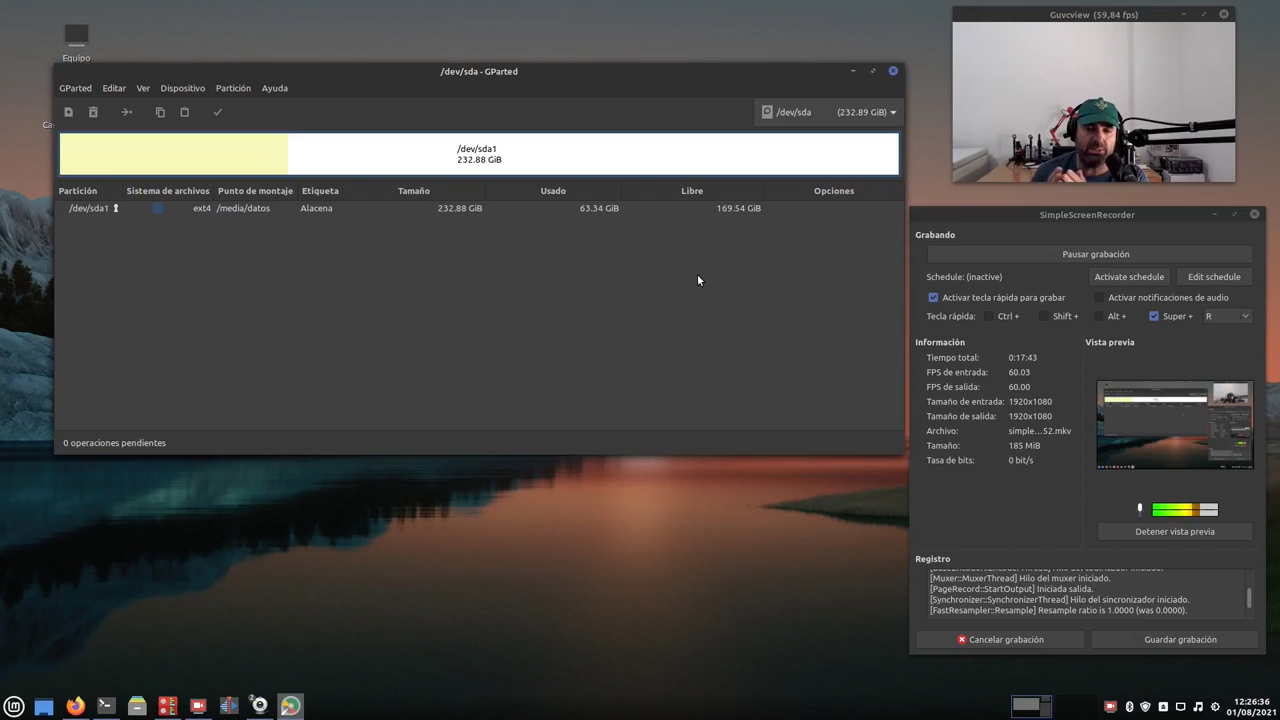 Equipo
/dev/sda - GParted
GParted Editar Ver Dispositivo Partición Ayuda
/dev/sda (232.89 GiB)
/dev/sda1
232.88 GiB
Partición Sistema de archivos Punto de montaje Etiqueta Tamaño Usado Libre Opciones
/dev/sda1 ext4 /media/datos Alacena 232.88 GiB 63.34 GiB 169.54 GiB
0 operaciones pendientes
Guvcview (59,84 fps)
SimpleScreenRecorder
Grabando
Pausar grabación
Schedule: (inactive) Activate schedule Edit schedule
Activar tecla rápida para grabar Activar notificaciones de audio
Tecla rápida: Ctrl + Shift + Alt + Super + R
Información
Tiempo total: 0:17:43
FPS de entrada: 60.03
FPS de salida: 60.00
Tamaño de entrada: 1920x1080
Tamaño de salida: 1920x1080
Archivo: simple...52.mkv
Tamaño: 185 MiB
Tasa de bits: 0 bit/s
Vista previa
Detener vista previa
Registro
[Muxer::MuxerThread] Hilo del muxer iniciado.
[PageRecord::StartOutput] Iniciada salida.
[Synchronizer::SynchronizerThread] Hilo del sincronizador iniciado.
[FastResampler::Resample] Resample ratio is 1.0000 (was 0.0000).
Cancelar grabación Guardar grabación
12:26:36
01/08/2021